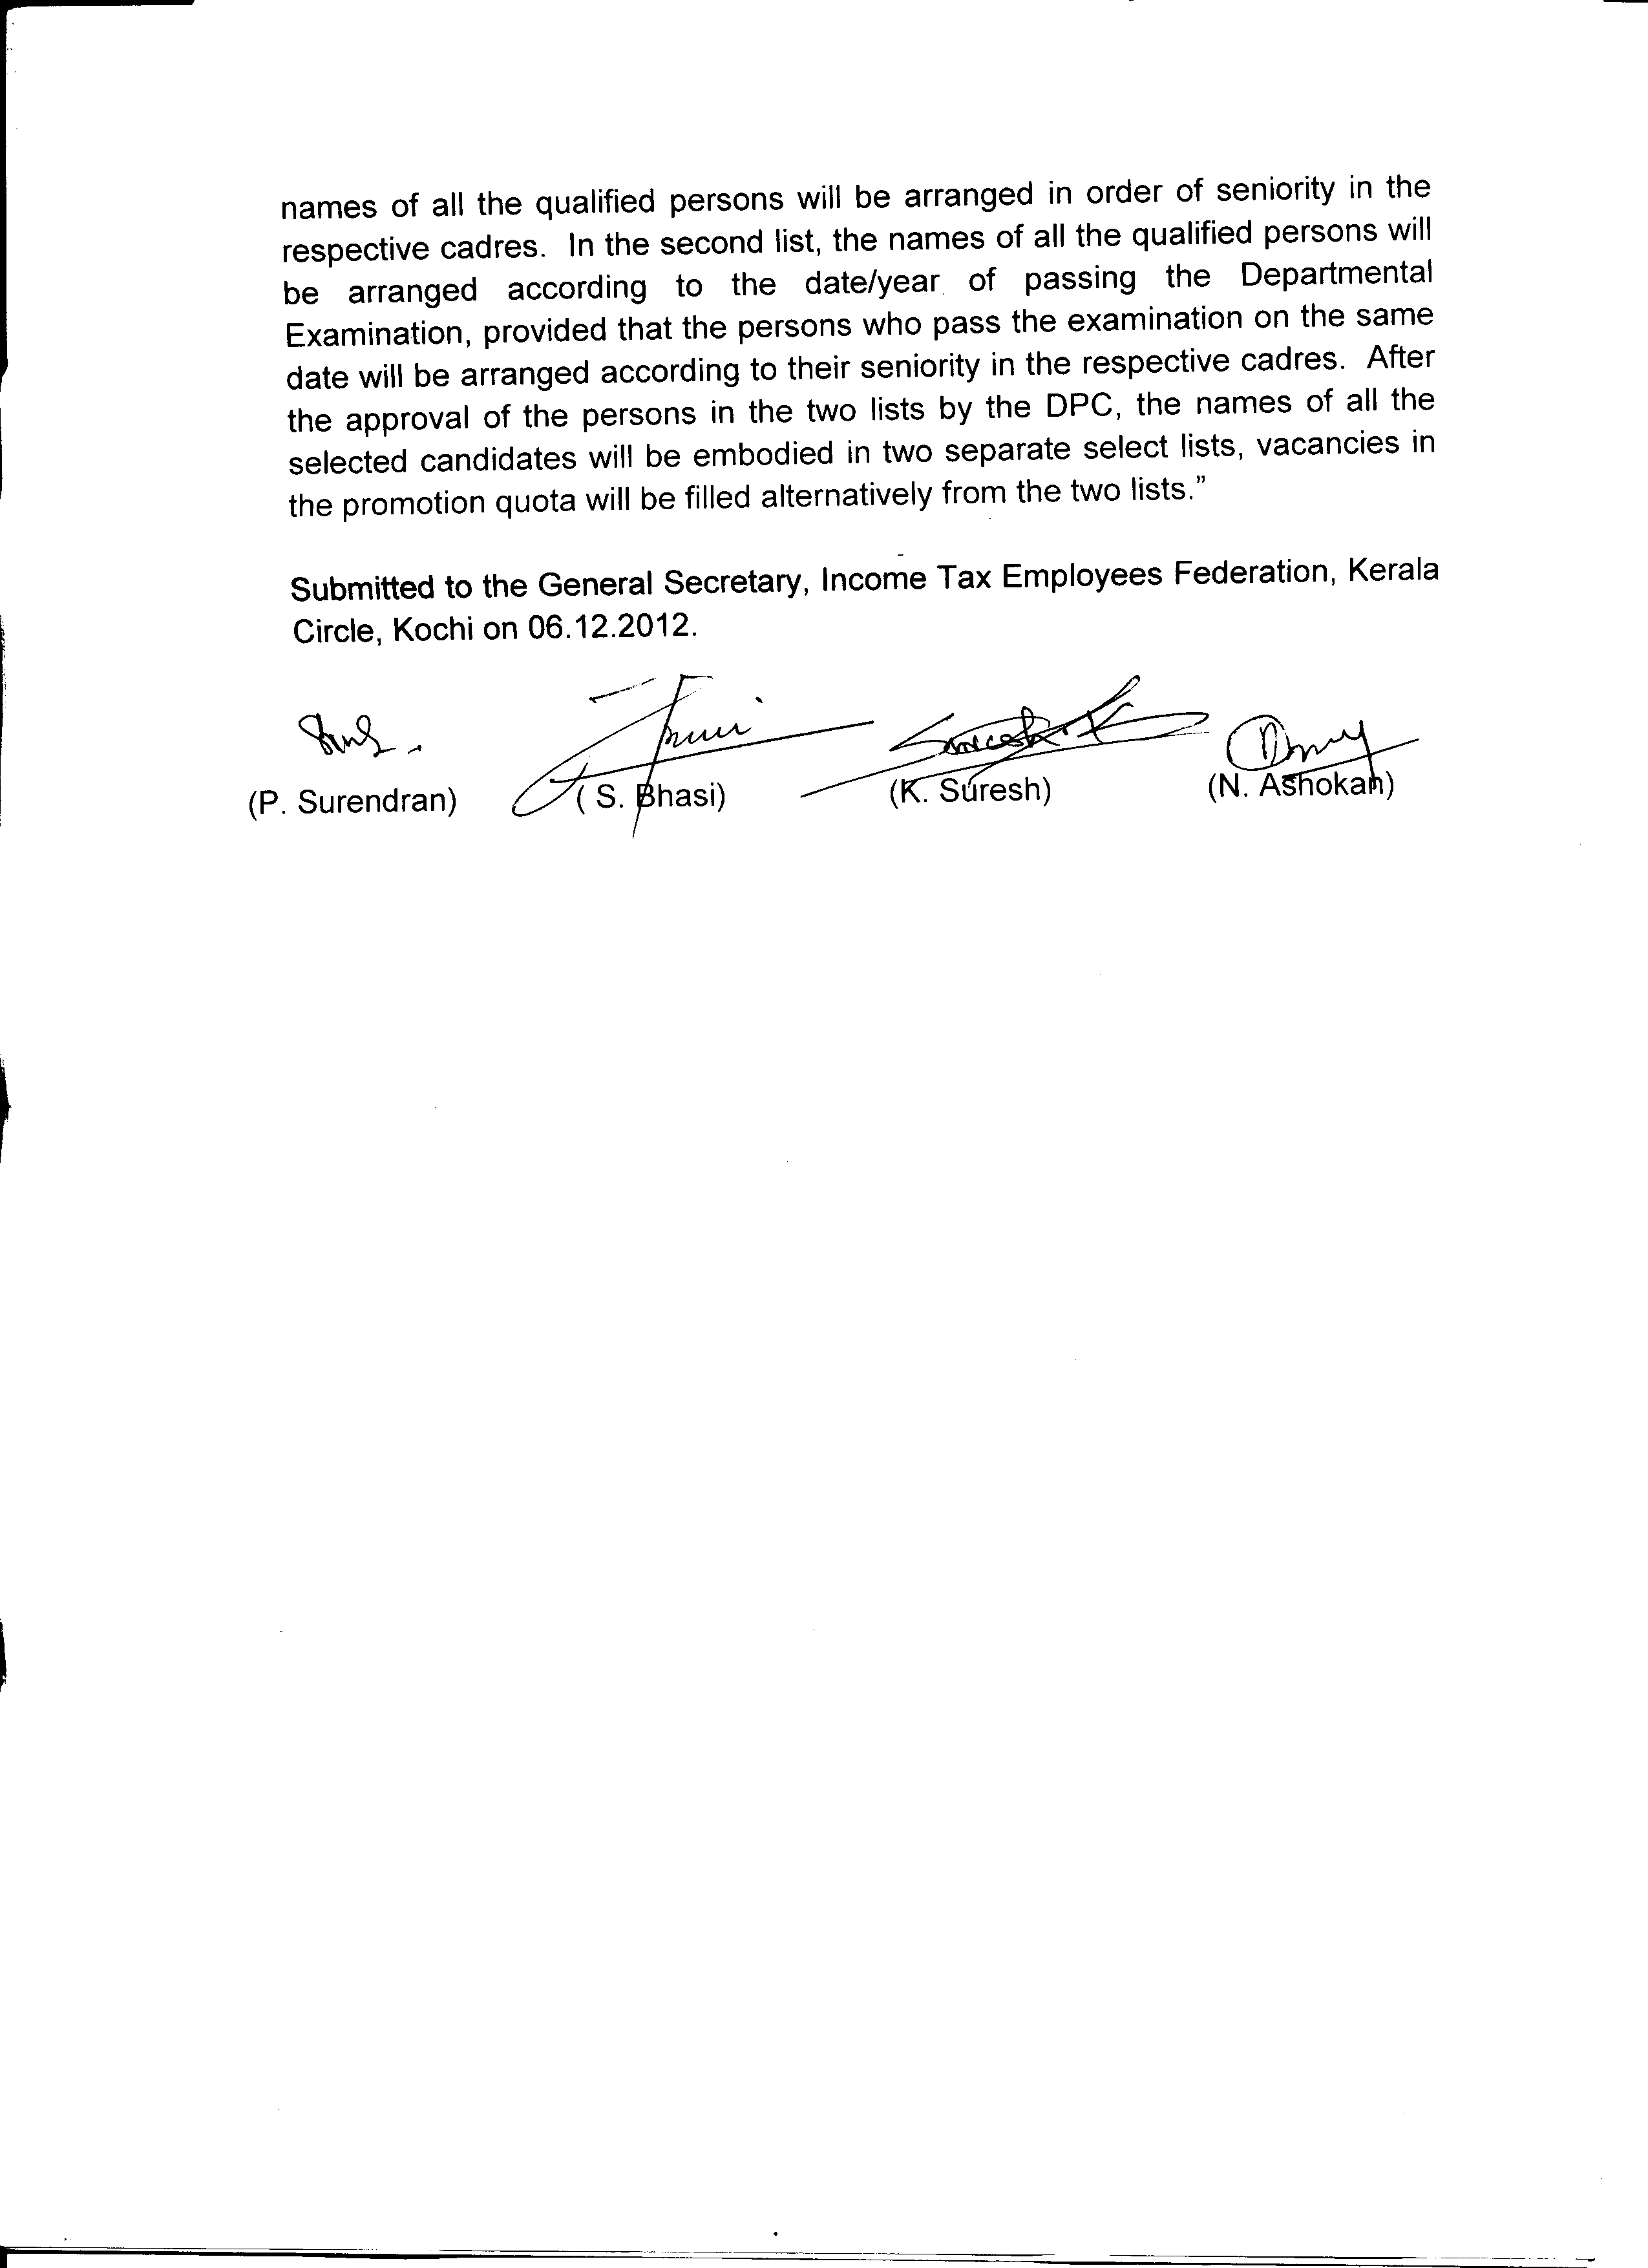 names of all the qualified persons will be arranged in order of seniority in the
respective cadres. In the second list, the names of all the qualified persons will
be arranged according to the date/year of passing the Departmental
Examination, provided that the persons who pass the examination on the same
date will be arranged according to their seniority in the respective cadres. After
the approval of the persons in the two lists by the DPC, the names of all the
selected candidates will be embodied in two separate select lists, vacancies in
the promotion quota will be filled alternatively from the two lists.”
Submitted to the General Secretary, Income Tax Employees Federation, Kerala
Circle, Kochi on 06.12.2012.
(P. Surendran) ( S. Bhasi) (K. Suresh) (N. Ashokan)